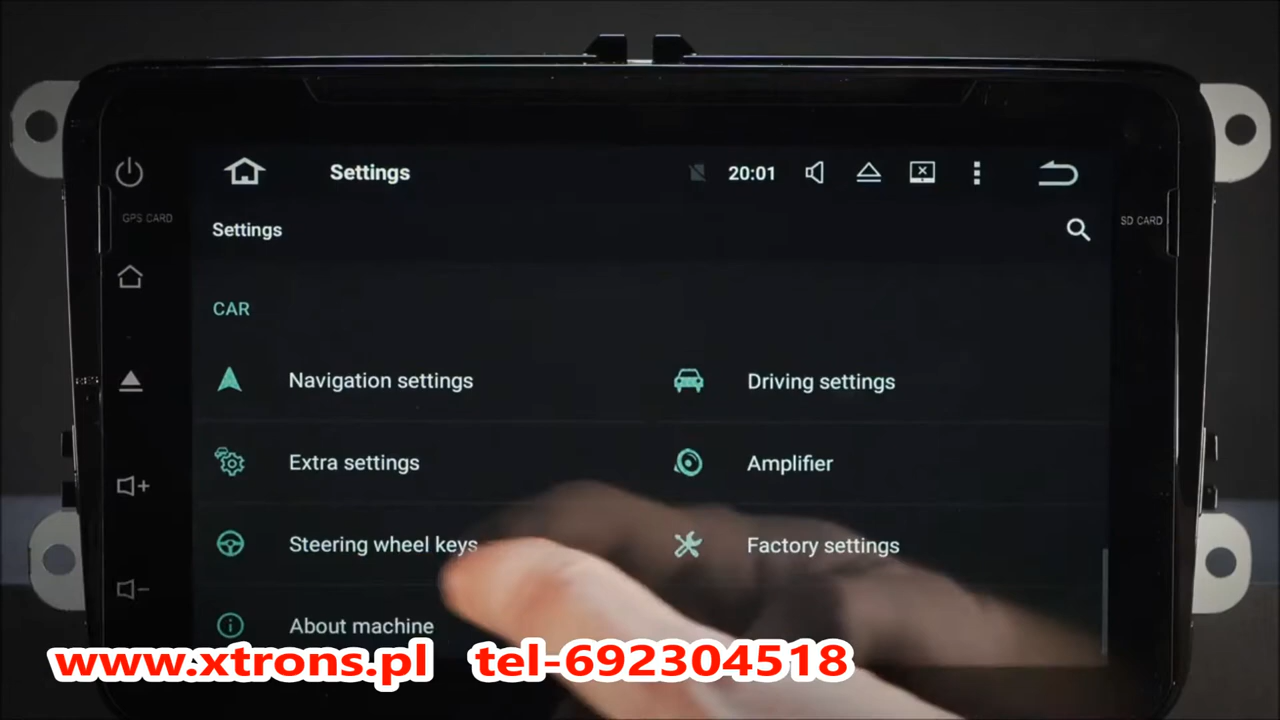 Settings 20:01
GPS CARD
SD CARD
Settings
CAR
Navigation settings Driving settings
Extra settings Amplifier
Steering wheel keys Factory settings
About machine
www.xtrons.pl tel-692304518